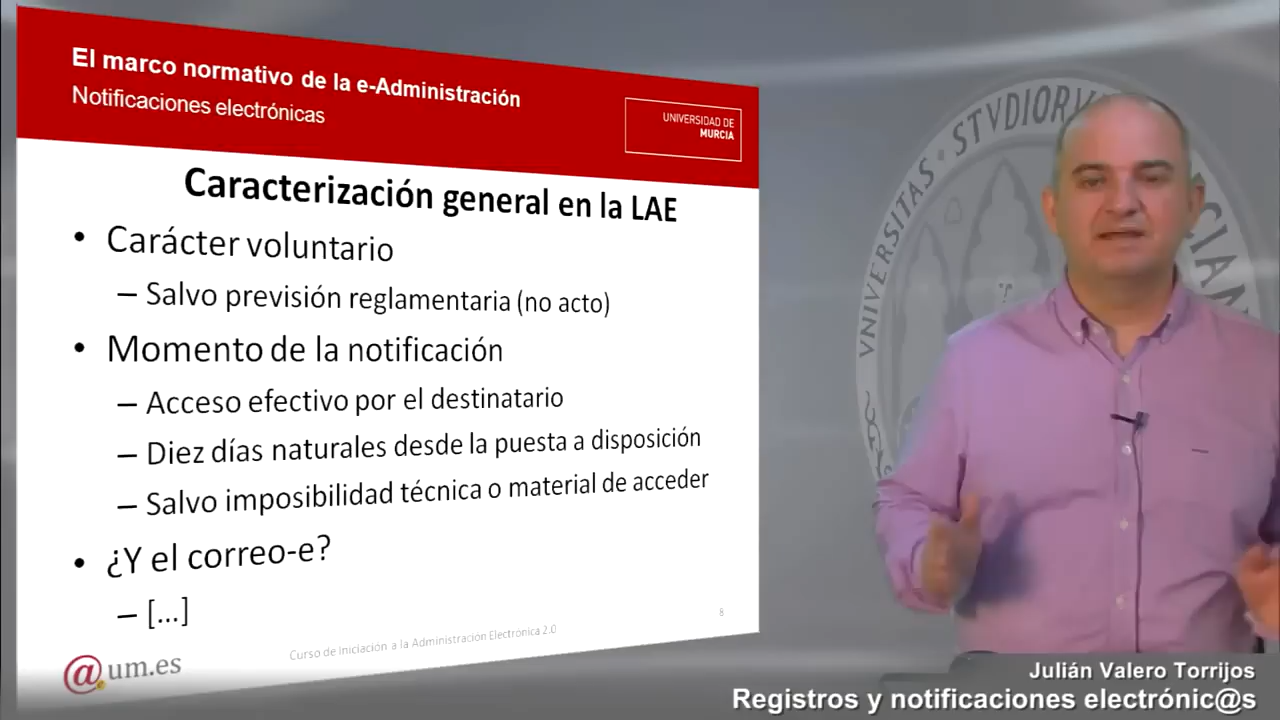 El marco normativo de la e-Administración
Notificaciones electrónicas
UNIVERSIDAD DE
MURCIA
Caracterización general en la LAE
• Carácter voluntario
– Salvo previsión reglamentaria (no acto)
• Momento de la notificación
– Acceso efectivo por el destinatario
– Diez días naturales desde la puesta a disposición
– Salvo imposibilidad técnica o material de acceder
• ¿Y el correo-e?
– [...]
8
Curso de Iniciación a la Administración Electrónica 2.0
@um.es
VNIVERSITAS · STVDIORV
CIAN
Julián Valero Torrijos
Registros y notificaciones electrónic@s